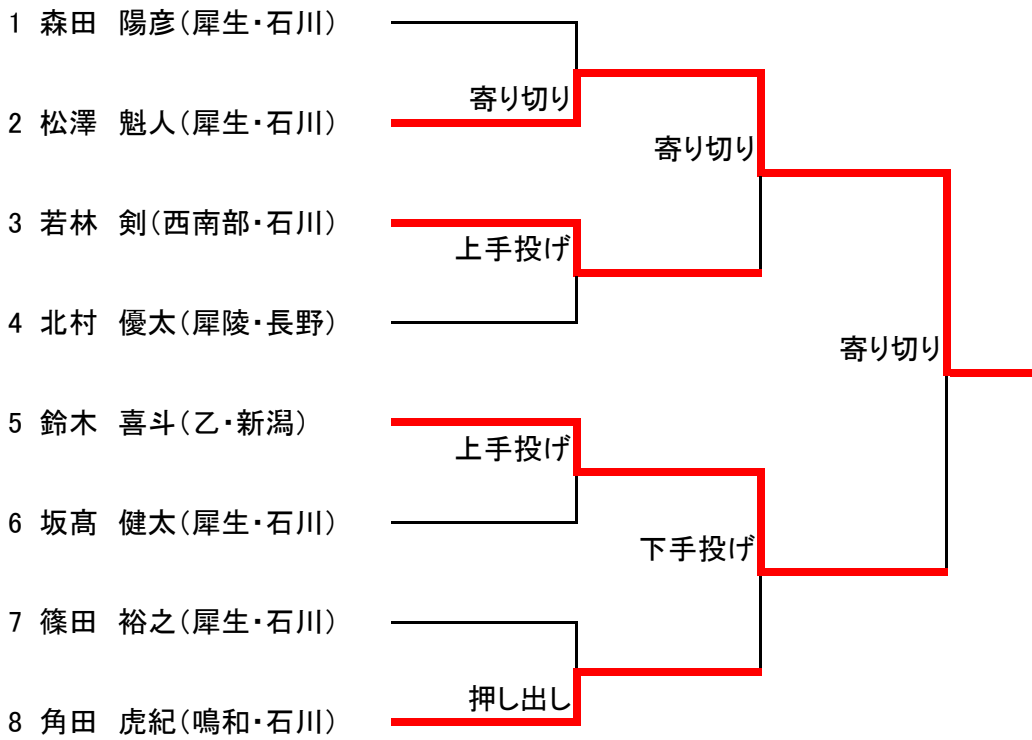 1 森田 陽彦(犀生・石川)
寄り切り
2 松澤 魁人(犀生・石川)
寄り切り
3 若林 剣(西南部・石川)
上手投げ
4 北村 優太(犀陵・長野)
寄り切り
5 鈴木 喜斗(乙・新潟)
上手投げ
6 坂髙 健太(犀生・石川)
下手投げ
7 篠田 裕之(犀生・石川)
押し出し
8 角田 虎紀(鳴和・石川)